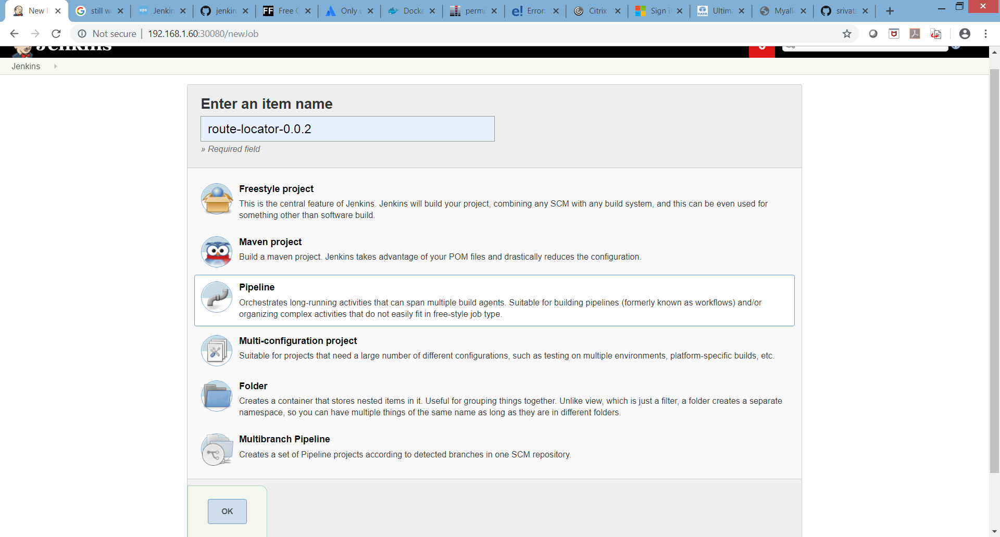 New I
still w
ops Jenkin
jenkin
FF Free C
Only v
Docke
permi
e! Error:
Citrix
Sign i
TATA Ultim
Myall
srivat
Not secure | 192.168.1.60:30080/newJob
Jenkins
Jenkins
Enter an item name
route-locator-0.0.2
» Required field
Freestyle project
This is the central feature of Jenkins. Jenkins will build your project, combining any SCM with any build system, and this can be even used for
something other than software build.
Maven project
Build a maven project. Jenkins takes advantage of your POM files and drastically reduces the configuration.
Pipeline
Orchestrates long-running activities that can span multiple build agents. Suitable for building pipelines (formerly known as workflows) and/or
organizing complex activities that do not easily fit in free-style job type.
Multi-configuration project
Suitable for projects that need a large number of different configurations, such as testing on multiple environments, platform-specific builds, etc.
Folder
Creates a container that stores nested items in it. Useful for grouping things together. Unlike view, which is just a filter, a folder creates a separate
namespace, so you can have multiple things of the same name as long as they are in different folders.
Multibranch Pipeline
Creates a set of Pipeline projects according to detected branches in one SCM repository.
OK